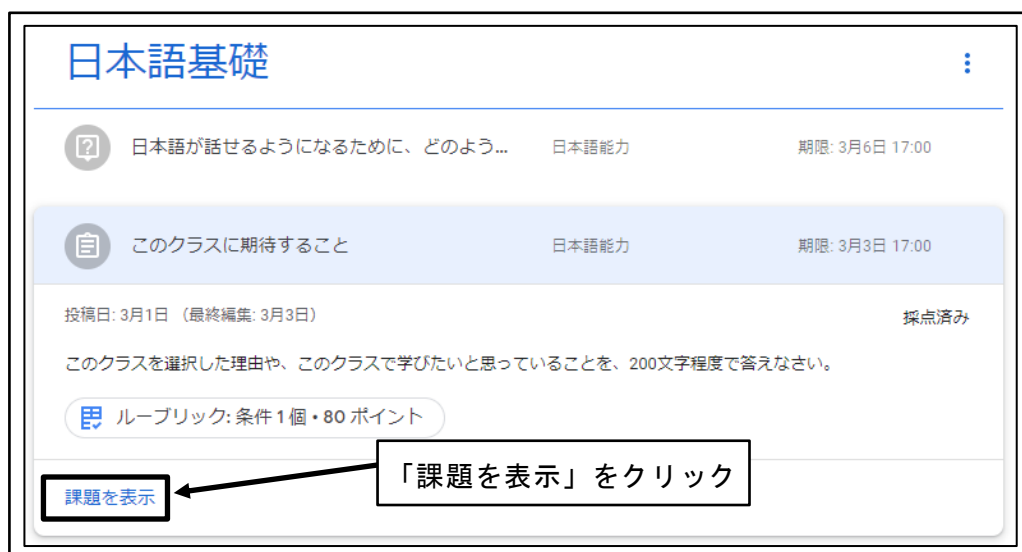 日本語基礎
日本語が話せるようになるために、どのよう... 日本語能力 期限: 3月6日 17:00
このクラスに期待すること 日本語能力 期限: 3月3日 17:00
投稿日: 3月1日 （最終編集: 3月3日） 採点済み
このクラスを選択した理由や、このクラスで学びたいと思っていることを、200文字程度で答えなさい。
ルーブリック: 条件 1 個・80 ポイント
「課題を表示」をクリック
課題を表示